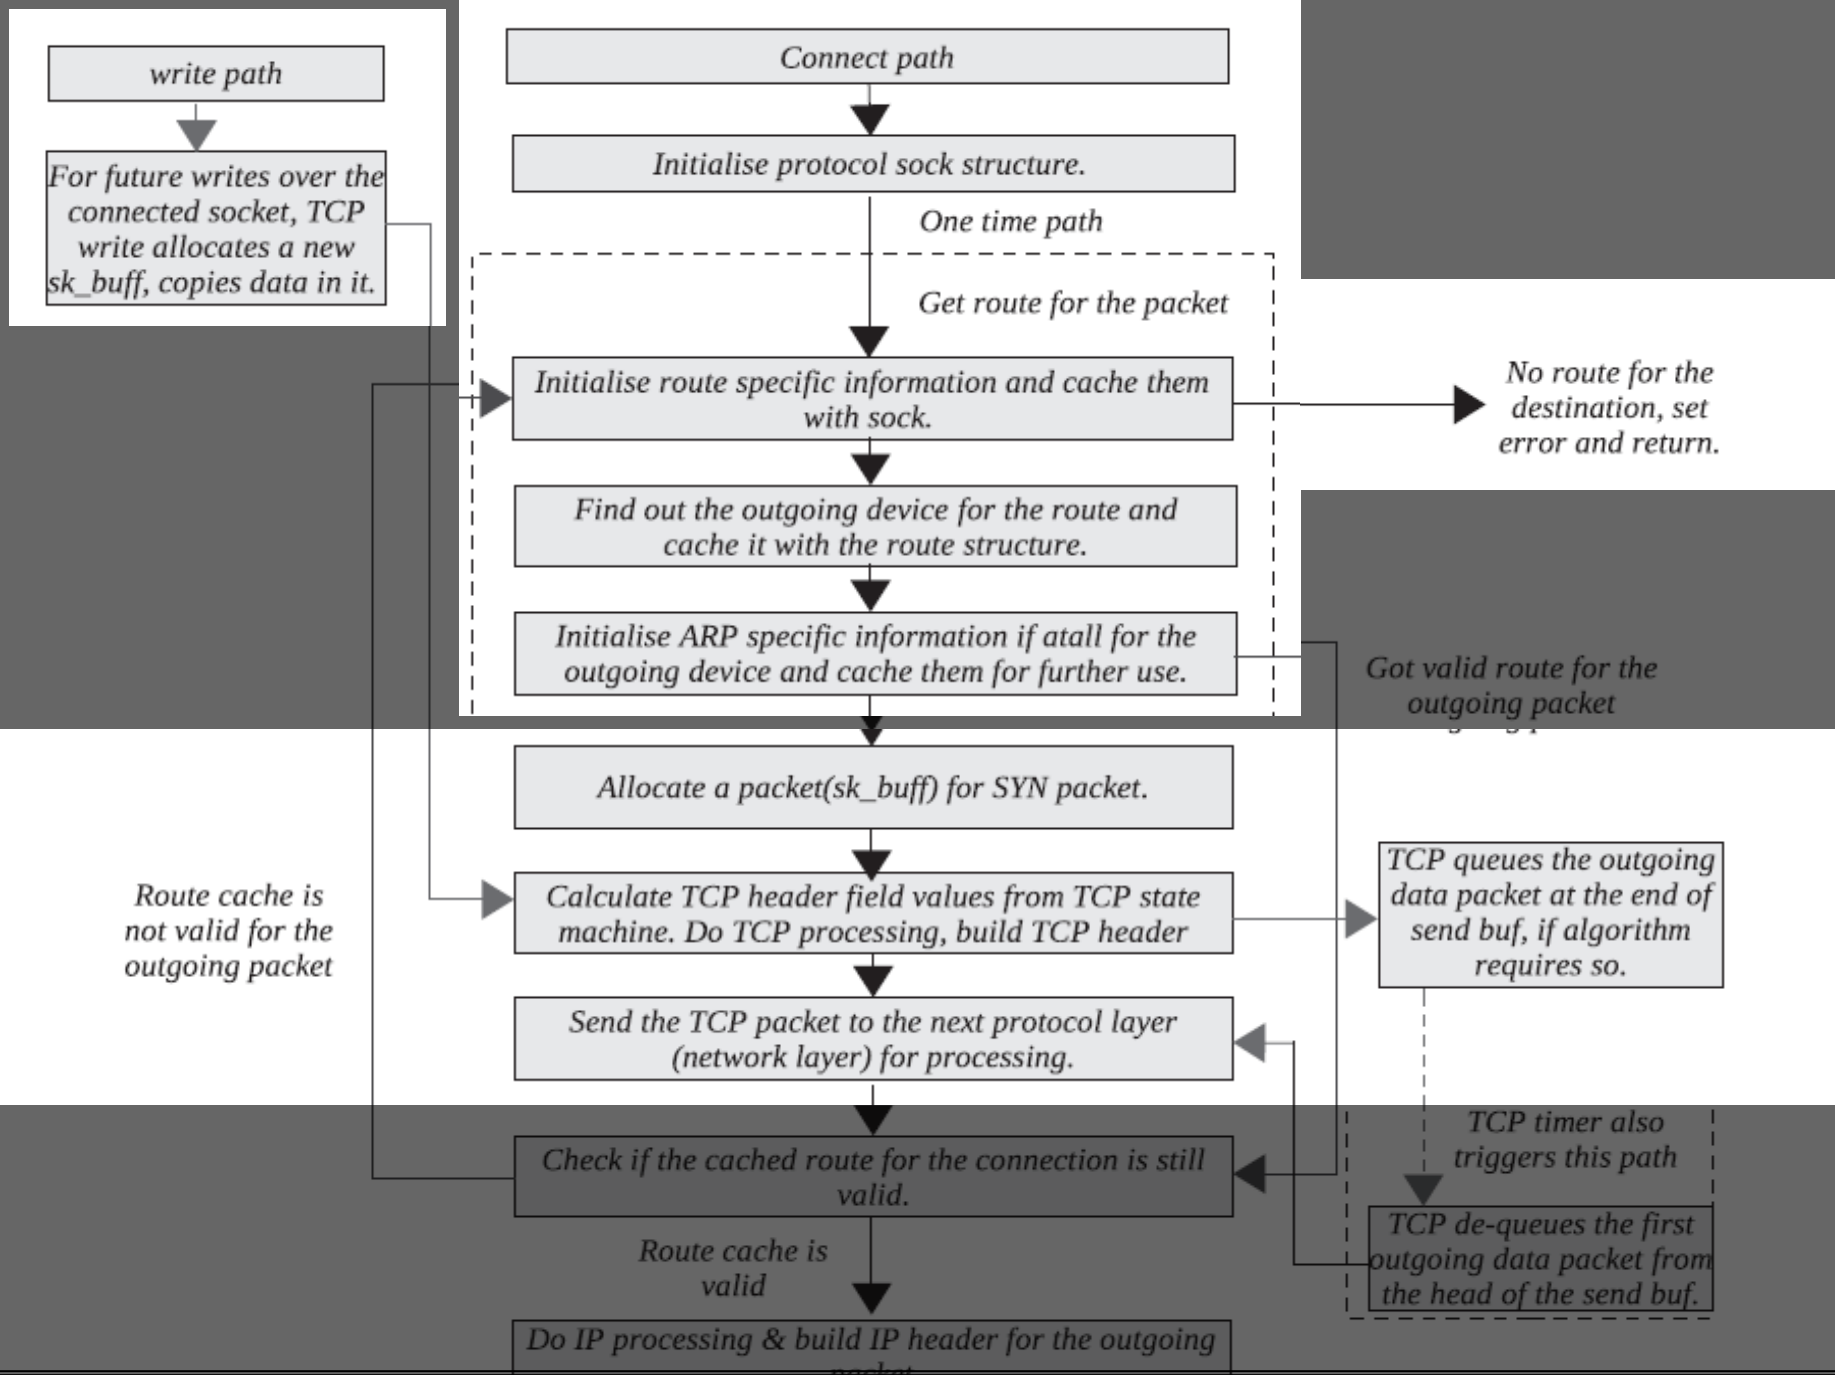 write path
For future writes over the
connected socket, TCP
write allocates a new
sk_buff, copies data in it.
Connect path
Initialise protocol sock structure.
One time path
Get route for the packet
Initialise route specific information and cache them
with sock.
No route for the
destination, set
error and return.
Find out the outgoing device for the route and
cache it with the route structure.
Initialise ARP specific information if atall for the
outgoing device and cache them for further use.
Got valid route for the
outgoing packet
Allocate a packet(sk_buff) for SYN packet.
Route cache is
not valid for the
outgoing packet
Calculate TCP header field values from TCP state
machine. Do TCP processing, build TCP header
TCP queues the outgoing
data packet at the end of
send buf, if algorithm
requires so.
Send the TCP packet to the next protocol layer
(network layer) for processing.
TCP timer also
triggers this path
Check if the cached route for the connection is still
valid.
TCP de-queues the first
outgoing data packet from
the head of the send buf.
Route cache is
valid
Do IP processing & build IP header for the outgoing